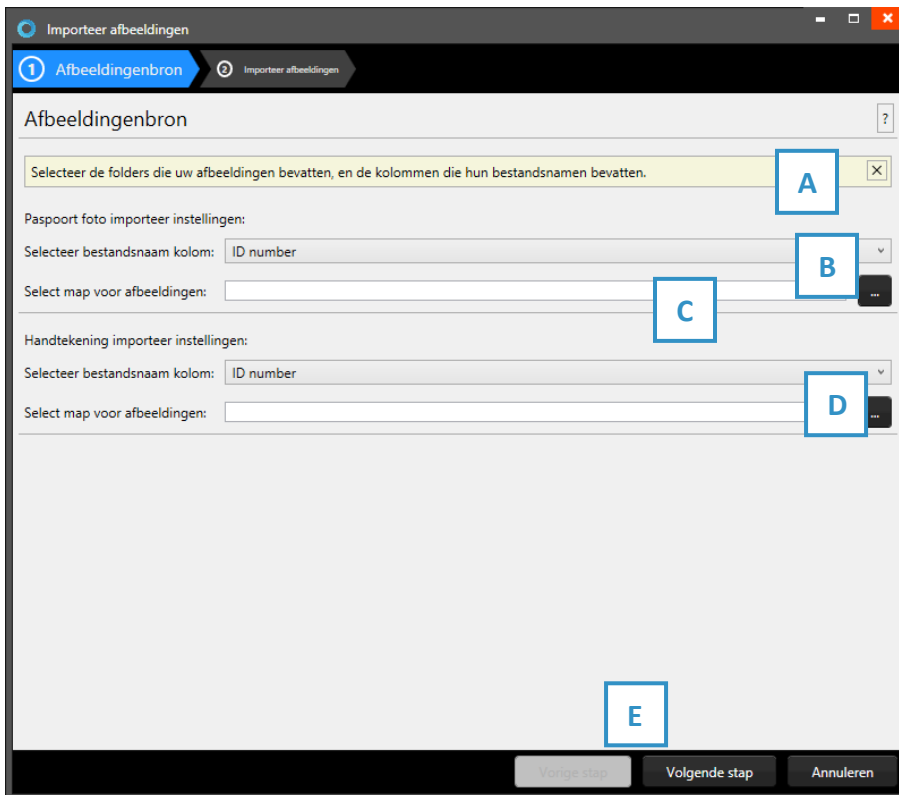 Importeer afbeeldingen
1 Afbeeldingenbron 2 Importeer afbeeldingen
Afbeeldingenbron ?
Selecteer de folders die uw afbeeldingen bevatten, en de kolommen die hun bestandsnamen bevatten.
A
Paspoort foto importeer instellingen:
Selecteer bestandsnaam kolom: ID number
B
Select map voor afbeeldingen: ...
C
Handtekening importeer instellingen:
Selecteer bestandsnaam kolom: ID number
Select map voor afbeeldingen: ...
D
E
Vorige stap Volgende stap Annuleren